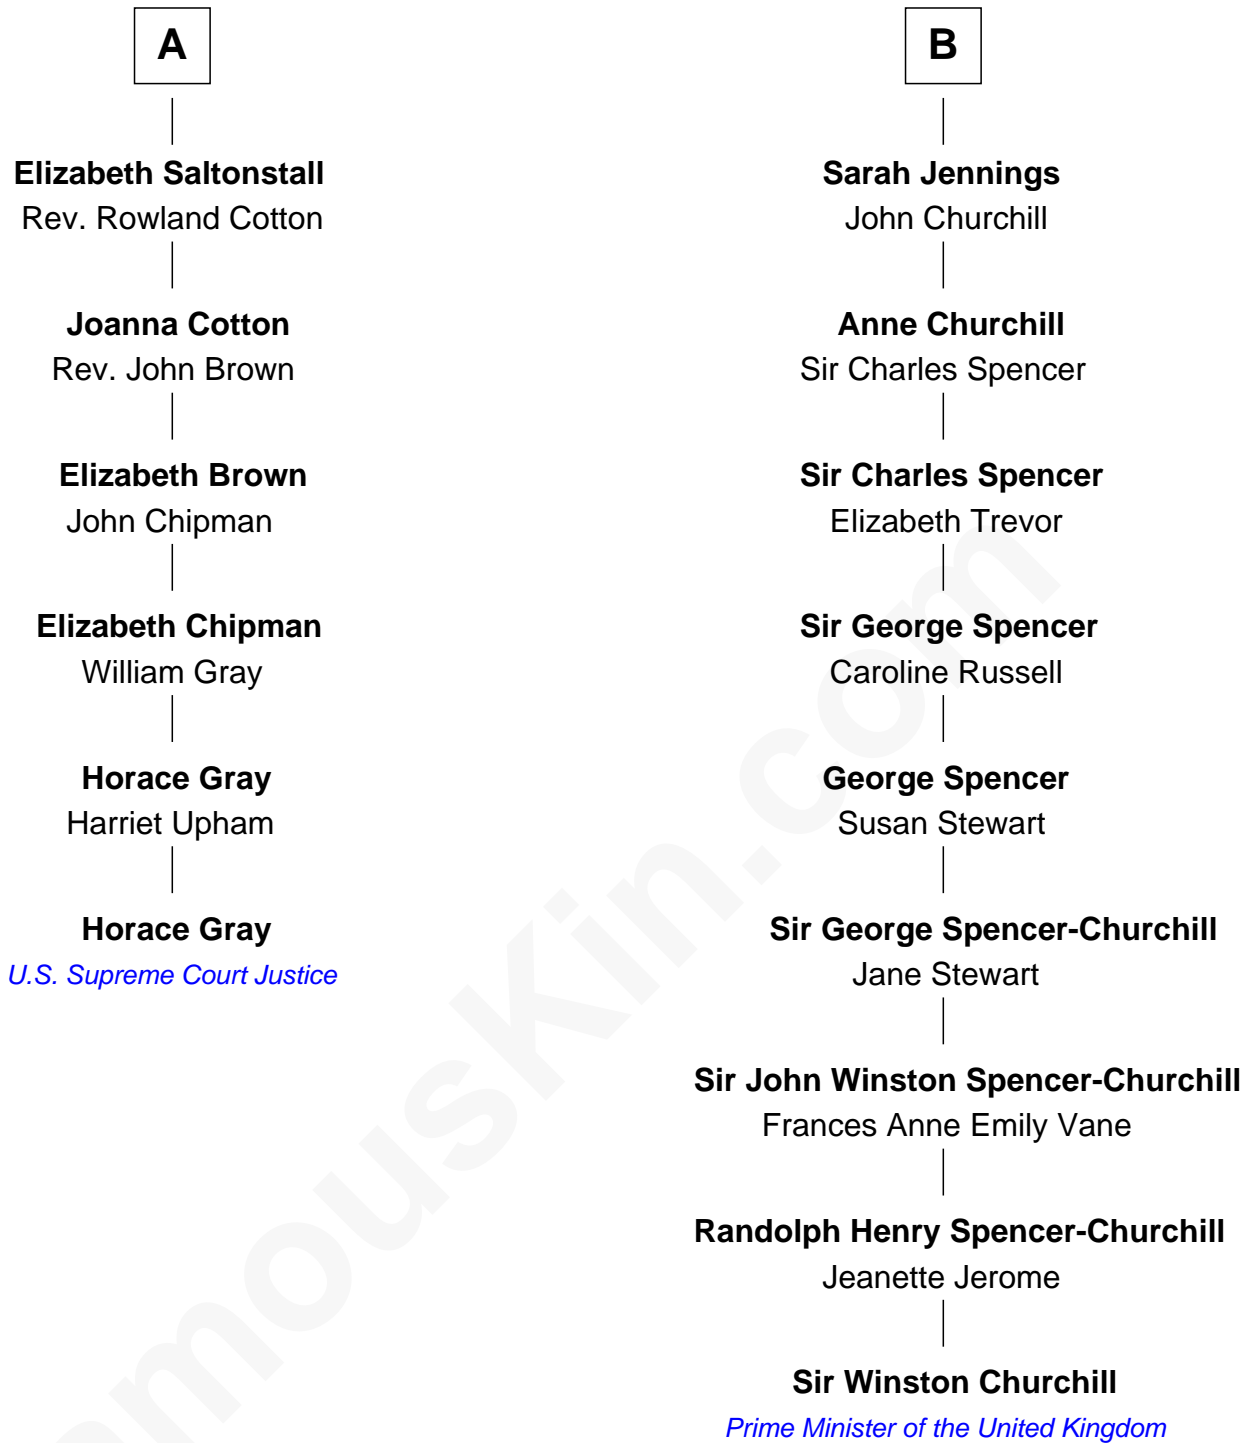 A
Elizabeth Saltonstall
Rev. Rowland Cotton
Joanna Cotton
Rev. John Brown
Elizabeth Brown
John Chipman
Elizabeth Chipman
William Gray
Horace Gray
Harriet Upham
Horace Gray
U.S. Supreme Court Justice
B
Sarah Jennings
John Churchill
Anne Churchill
Sir Charles Spencer
Sir Charles Spencer
Elizabeth Trevor
Sir George Spencer
Caroline Russell
George Spencer
Susan Stewart
Sir George Spencer-Churchill
Jane Stewart
Sir John Winston Spencer-Churchill
Frances Anne Emily Vane
Randolph Henry Spencer-Churchill
Jeanette Jerome
Sir Winston Churchill
Prime Minister of the United Kingdom
amouskin.com